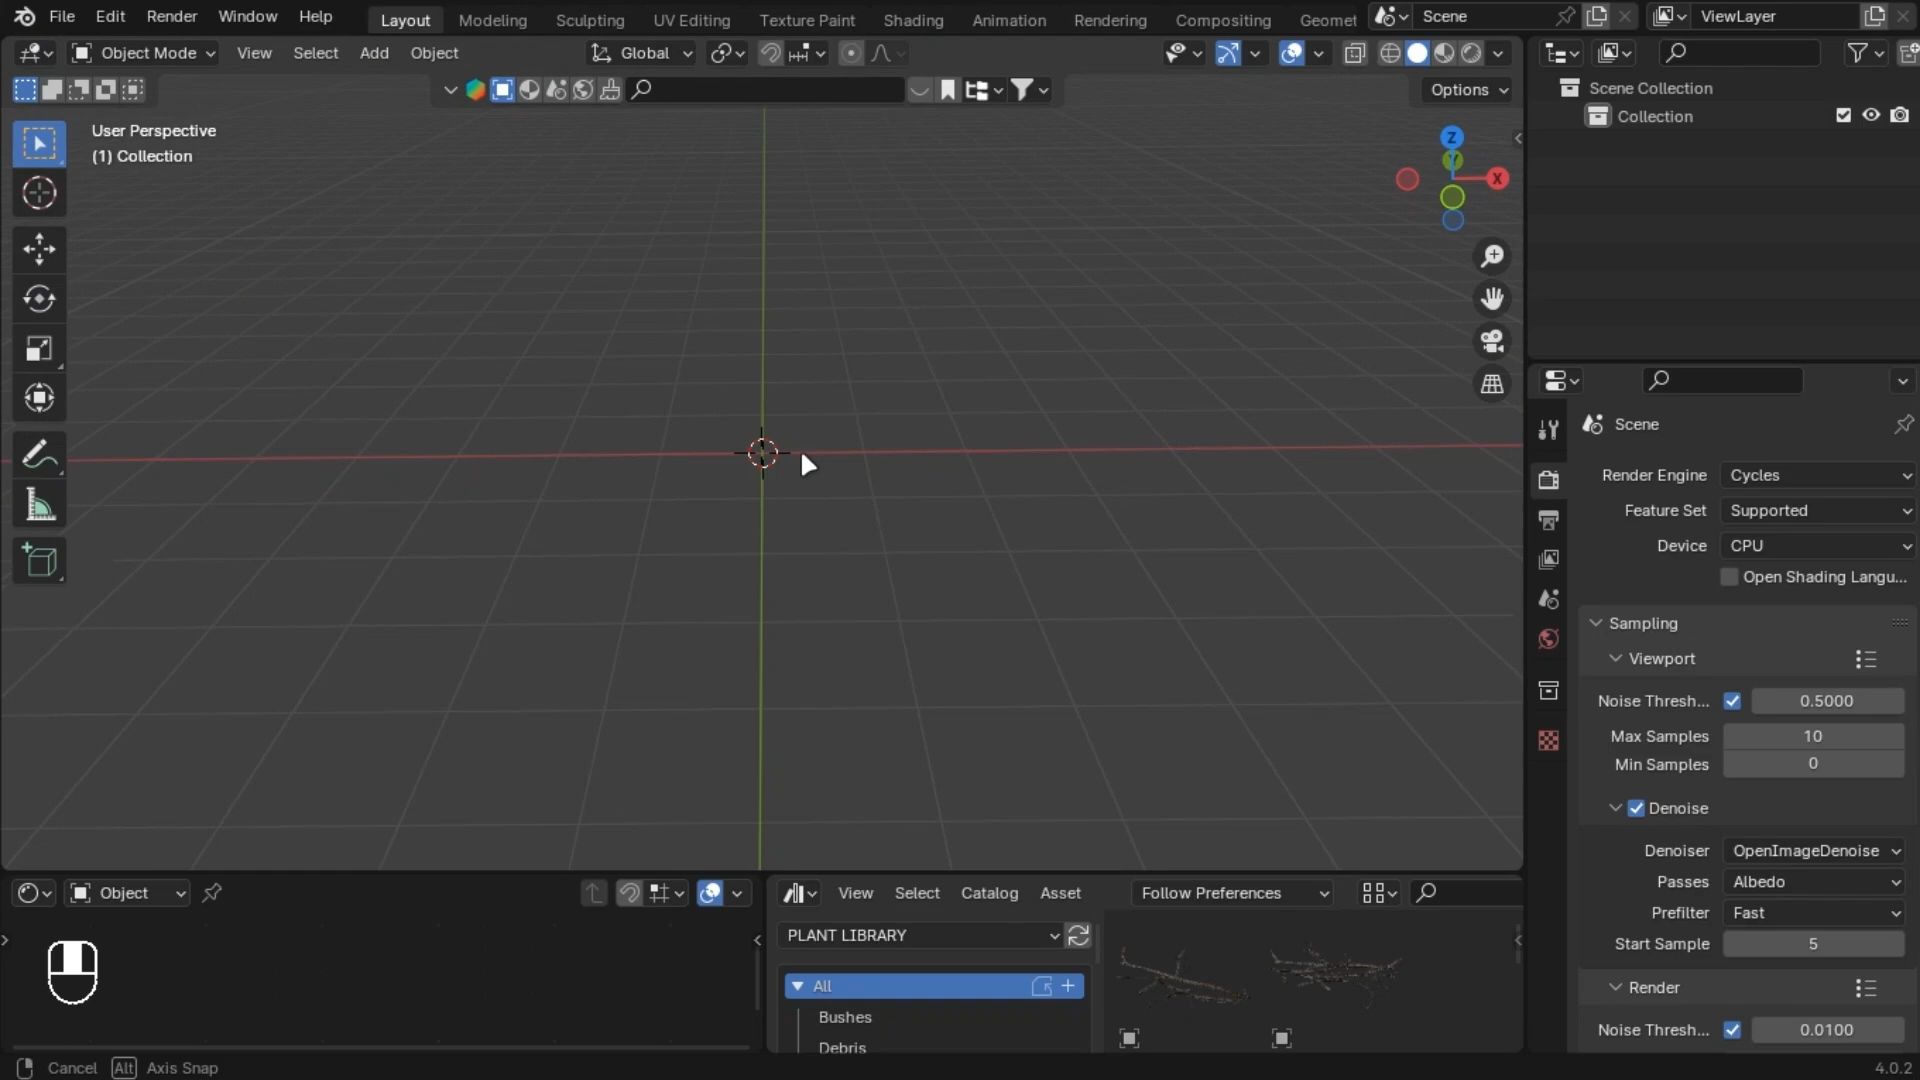 File Edit Render Window Help Layout Modeling Sculpting UV Editing Texture Paint Shading Animation Rendering Compositing Geomet Scene ViewLayer
Object Mode View Select Add Object Global
Options
User Perspective
(1) Collection
Z
Y
X
Scene Collection
Collection
Scene
Render Engine Cycles
Feature Set Supported
Device CPU
Open Shading Langu...
Sampling
Viewport
Noise Thresh... 0.5000
Max Samples 10
Min Samples 0
Denoise
Denoiser OpenImageDenoise
Passes Albedo
Prefilter Fast
Start Sample 5
Render
Noise Thresh... 0.0100
Object
View Select Catalog Asset Follow Preferences
PLANT LIBRARY
All
Bushes
Debris
Cancel Alt Axis Snap
4.0.2